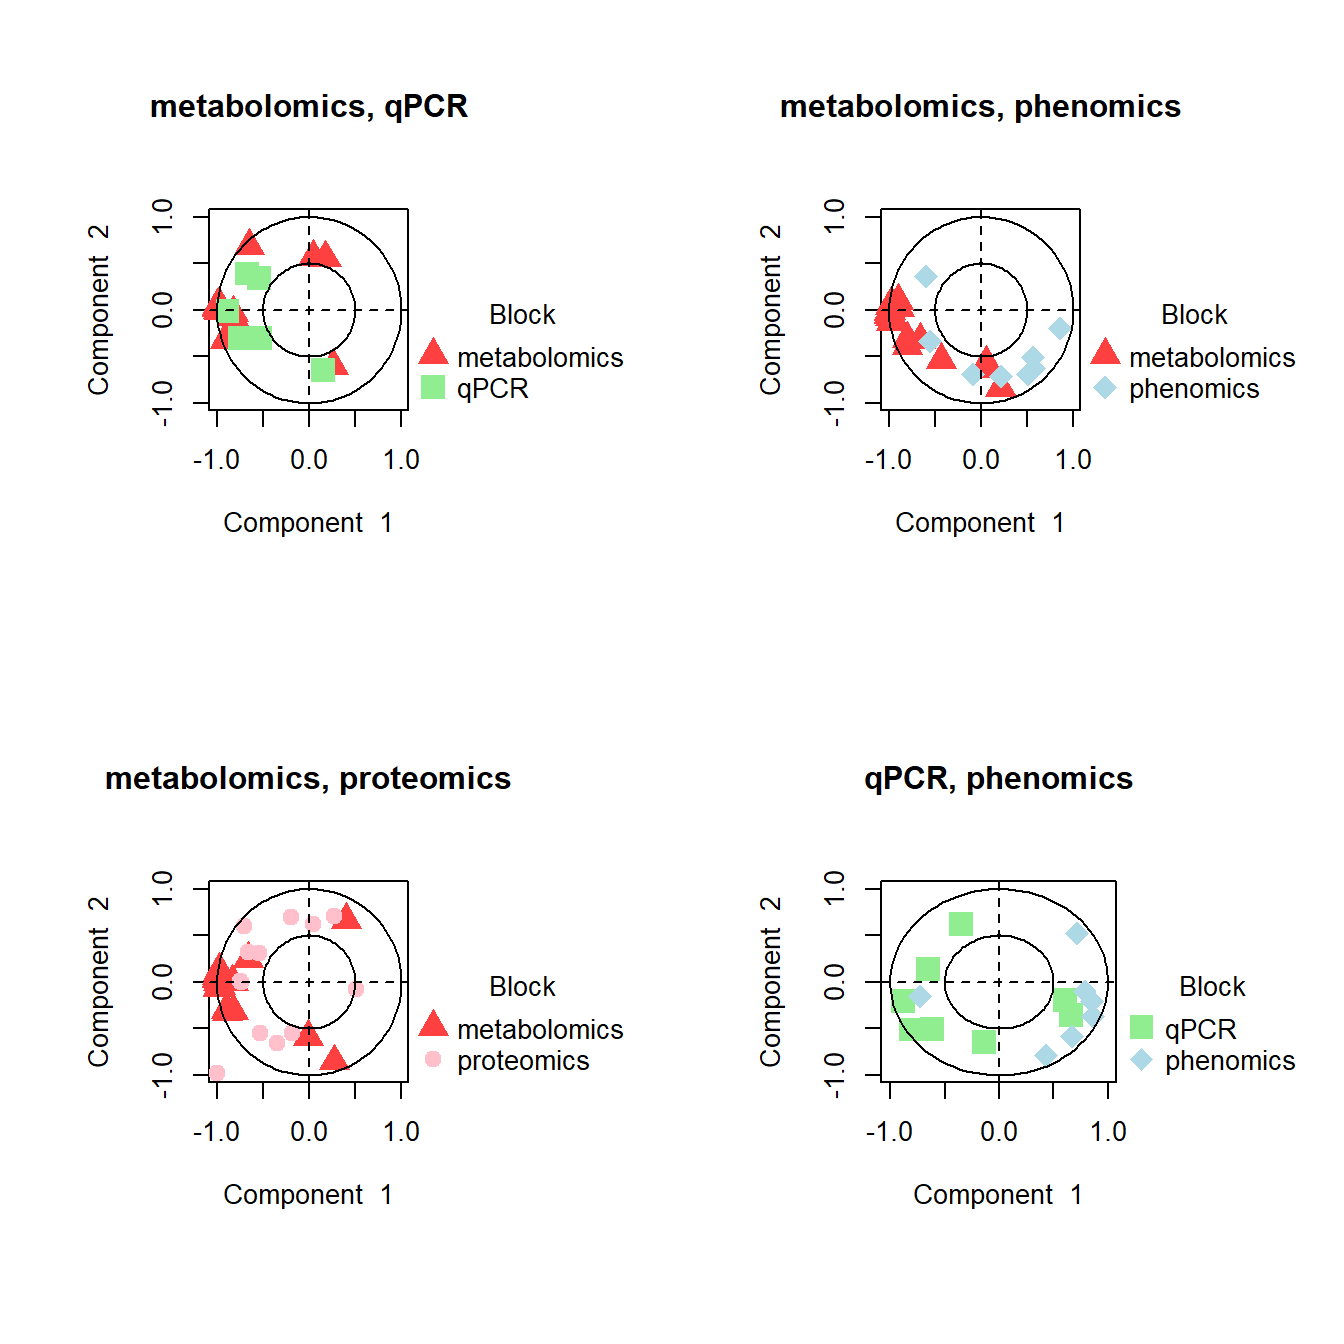 metabolomics, qPCR
1.0
0.0
-1.0
Component 2
-1.0 0.0 1.0
Component 1
Block
metabolomics
qPCR
metabolomics, phenomics
1.0
0.0
-1.0
Component 2
-1.0 0.0 1.0
Component 1
Block
metabolomics
phenomics
metabolomics, proteomics
1.0
0.0
-1.0
Component 2
-1.0 0.0 1.0
Component 1
Block
metabolomics
proteomics
qPCR, phenomics
1.0
0.0
-1.0
Component 2
-1.0 0.0 1.0
Component 1
Block
qPCR
phenomics